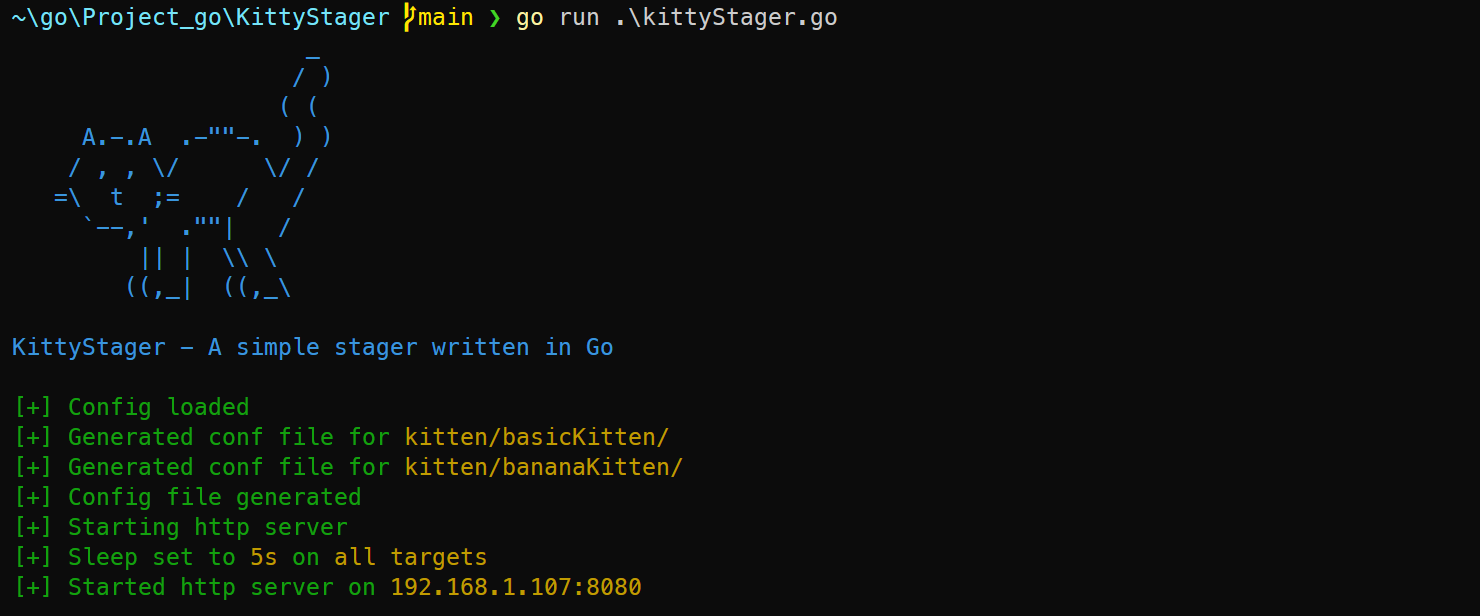 ~\go\Project_go\KittyStager main ❯ go run .\kittyStager.go
                     _
                    / )
                   ( (
     A.-.A  .-""-.  ) )
    / , , \/      \/ /
   =\  t  ;=    /   /
     `--,'  .""|   /
         || |  \\ \
        ((,_|  ((,_\
KittyStager - A simple stager written in Go
[+] Config loaded
[+] Generated conf file for kitten/basicKitten/
[+] Generated conf file for kitten/bananaKitten/
[+] Config file generated
[+] Starting http server
[+] Sleep set to 5s on all targets
[+] Started http server on 192.168.1.107:8080